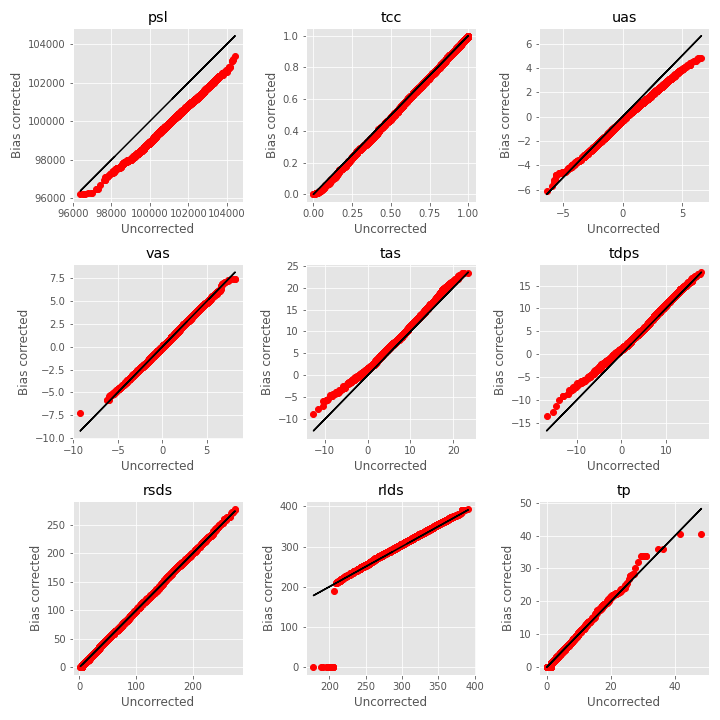 psl
tcc
uas
104000
102000
100000
98000
96000
Bias corrected
96000 98000 100000 102000 104000
Uncorrected
1.0
0.8
0.6
0.4
0.2
0.0
Bias corrected
0.00 0.25 0.50 0.75 1.00
Uncorrected
6
4
2
0
−2
−4
−6
Bias corrected
−5 0 5
Uncorrected
vas
tas
tdps
7.5
5.0
2.5
0.0
−2.5
−5.0
−7.5
−10.0
Bias corrected
−10 −5 0 5
Uncorrected
25
20
15
10
5
0
−5
−10
Bias corrected
−10 0 10 20
Uncorrected
15
10
5
0
−5
−10
−15
Bias corrected
−10 0 10
Uncorrected
rsds
rlds
tp
250
200
150
100
50
0
Bias corrected
0 100 200
Uncorrected
400
300
200
100
0
Bias corrected
200 250 300 350 400
Uncorrected
50
40
30
20
10
0
Bias corrected
0 20 40
Uncorrected